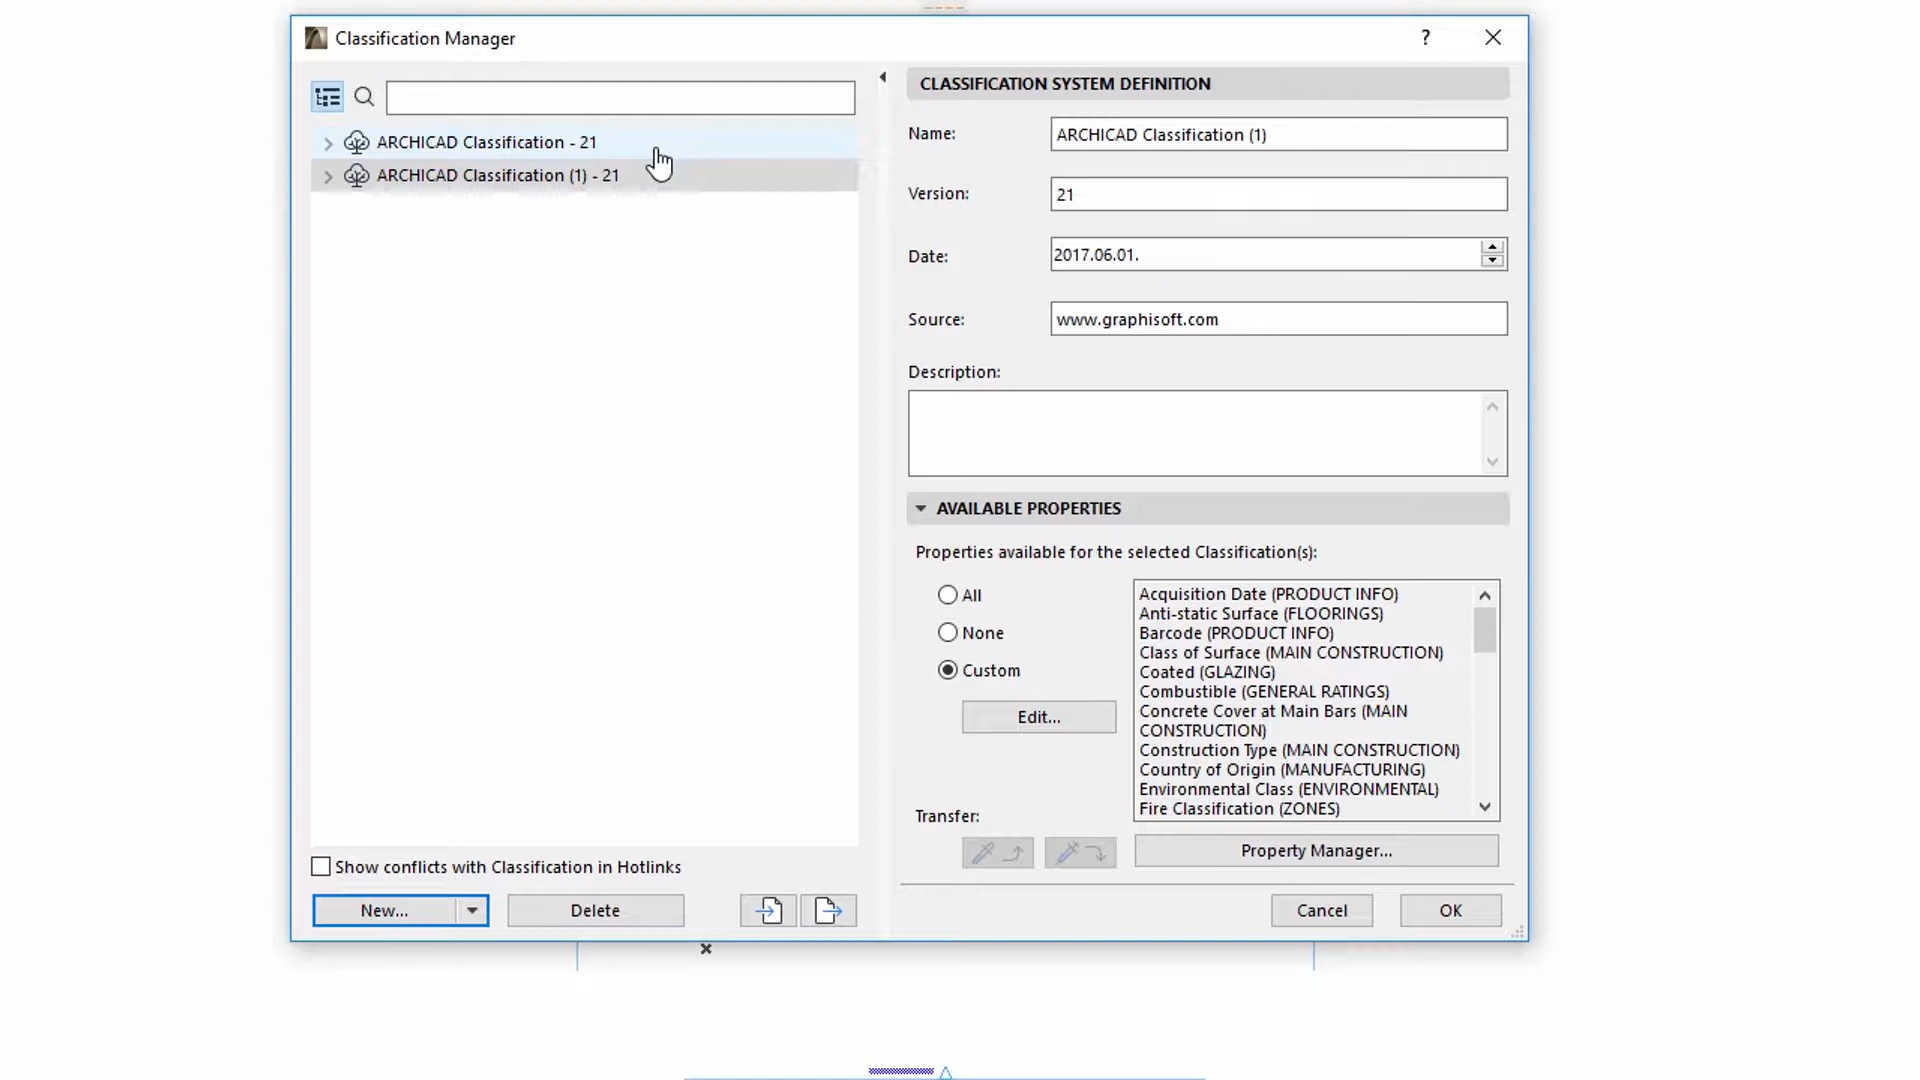 Classification Manager
?
ARCHICAD Classification - 21
ARCHICAD Classification (1) - 21
Show conflicts with Classification in Hotlinks
New...
Delete
CLASSIFICATION SYSTEM DEFINITION
Name:
ARCHICAD Classification (1)
Version:
21
Date:
2017.06.01.
Source:
www.graphisoft.com
Description:
AVAILABLE PROPERTIES
Properties available for the selected Classification(s):
All
None
Custom
Edit...
Acquisition Date (PRODUCT INFO)
Anti-static Surface (FLOORINGS)
Barcode (PRODUCT INFO)
Class of Surface (MAIN CONSTRUCTION)
Coated (GLAZING)
Combustible (GENERAL RATINGS)
Concrete Cover at Main Bars (MAIN
CONSTRUCTION)
Construction Type (MAIN CONSTRUCTION)
Country of Origin (MANUFACTURING)
Environmental Class (ENVIRONMENTAL)
Fire Classification (ZONES)
Transfer:
Property Manager...
Cancel
OK